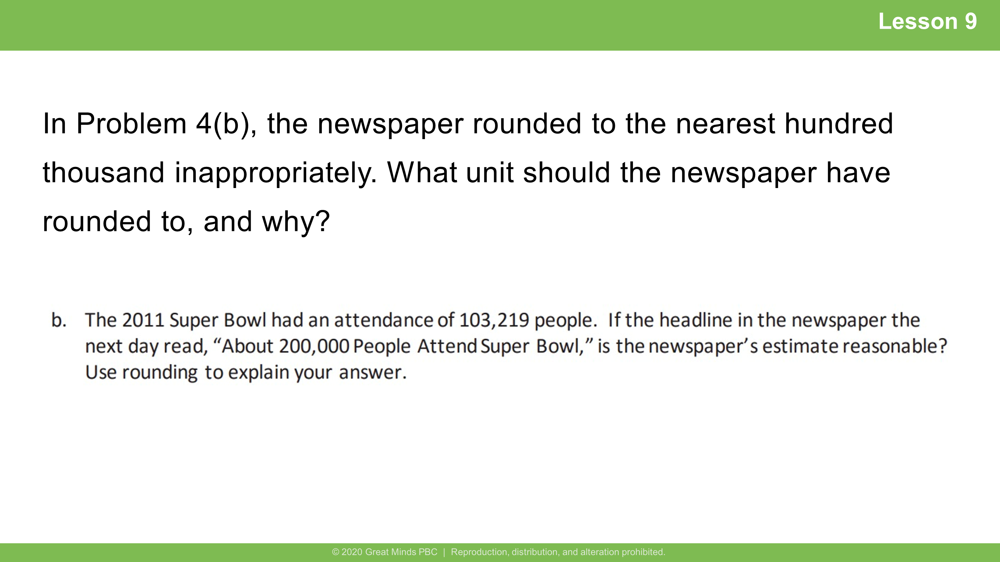 Lesson 9
In Problem 4(b), the newspaper rounded to the nearest hundred
thousand inappropriately. What unit should the newspaper have
rounded to, and why?
b. The 2011 Super Bowl had an attendance of 103,219 people. If the headline in the newspaper the
next day read, “About 200,000 People Attend Super Bowl,” is the newspaper’s estimate reasonable?
Use rounding to explain your answer.
© 2020 Great Minds PBC | Reproduction, distribution, and alteration prohibited.